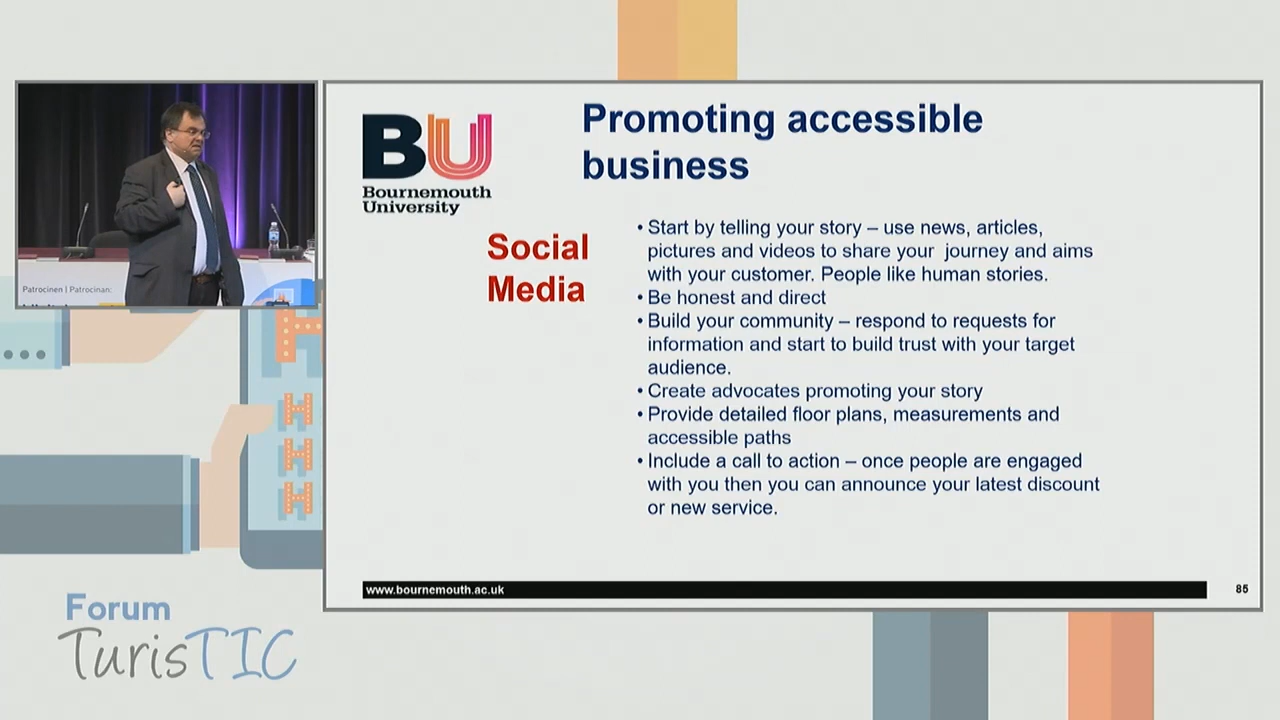 BU
Bournemouth
University
Promoting accessible
business
Social
Media
• Start by telling your story – use news, articles,
pictures and videos to share your journey and aims
with your customer. People like human stories.
• Be honest and direct
• Build your community – respond to requests for
information and start to build trust with your target
audience.
• Create advocates promoting your story
• Provide detailed floor plans, measurements and
accessible paths
• Include a call to action – once people are engaged
with you then you can announce your latest discount
or new service.
www.bournemouth.ac.uk
85
Patrocinen | Patrocinan:
H
H
H
H
Forum
TurisTIC